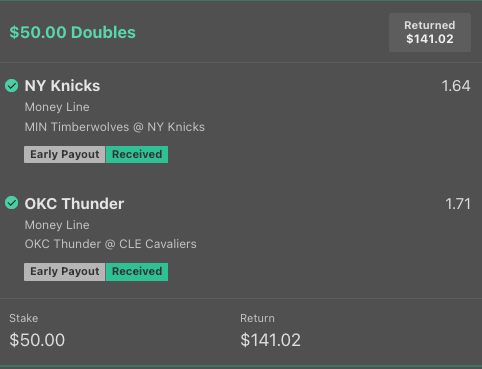 $50.00 Doubles
Returned
$141.02
NY Knicks 1.64
Money Line
MIN Timberwolves @ NY Knicks
Early Payout Received
OKC Thunder 1.71
Money Line
OKC Thunder @ CLE Cavaliers
Early Payout Received
Stake Return
$50.00 $141.02